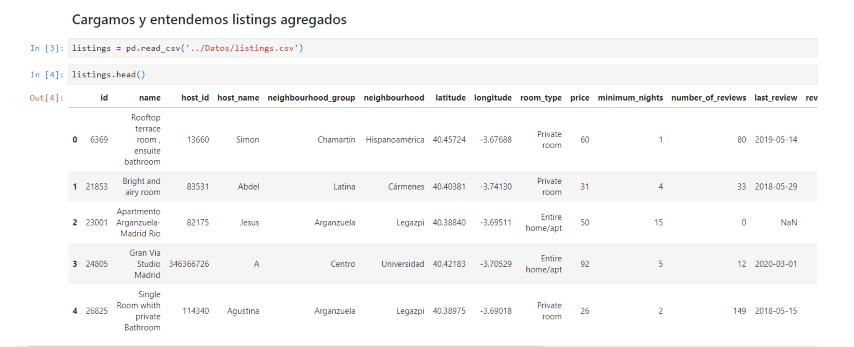 Cargamos y entendemos listings agregados
In [3]: listings = pd.read_csv('../Datos/listings.csv')
In [4]: listings.head()
Out[4]: id name host_id host_name neighbourhood_group neighbourhood latitude longitude room_type price minimum_nights number_of_reviews last_review rev
0 6369 Rooftop terrace room , ensuite bathroom 13660 Simon Chamartín Hispanoamérica 40.45724 -3.67688 Private room 60 1 80 2019-05-14
1 21853 Bright and airy room 83531 Abdel Latina Cármenes 40.40381 -3.74130 Private room 31 4 33 2018-05-29
2 23001 Apartmento Arganzuela- Madrid Rio 82175 Jesus Arganzuela Legazpi 40.38840 -3.69511 Entire home/apt 50 15 0 NaN
3 24805 Gran Via Studio Madrid 346366726 A Centro Universidad 40.42183 -3.70529 Entire home/apt 92 5 12 2020-03-01
4 26825 Single Room whith private Bathroom 114340 Agustina Arganzuela Legazpi 40.38975 -3.69018 Private room 26 2 149 2018-05-15